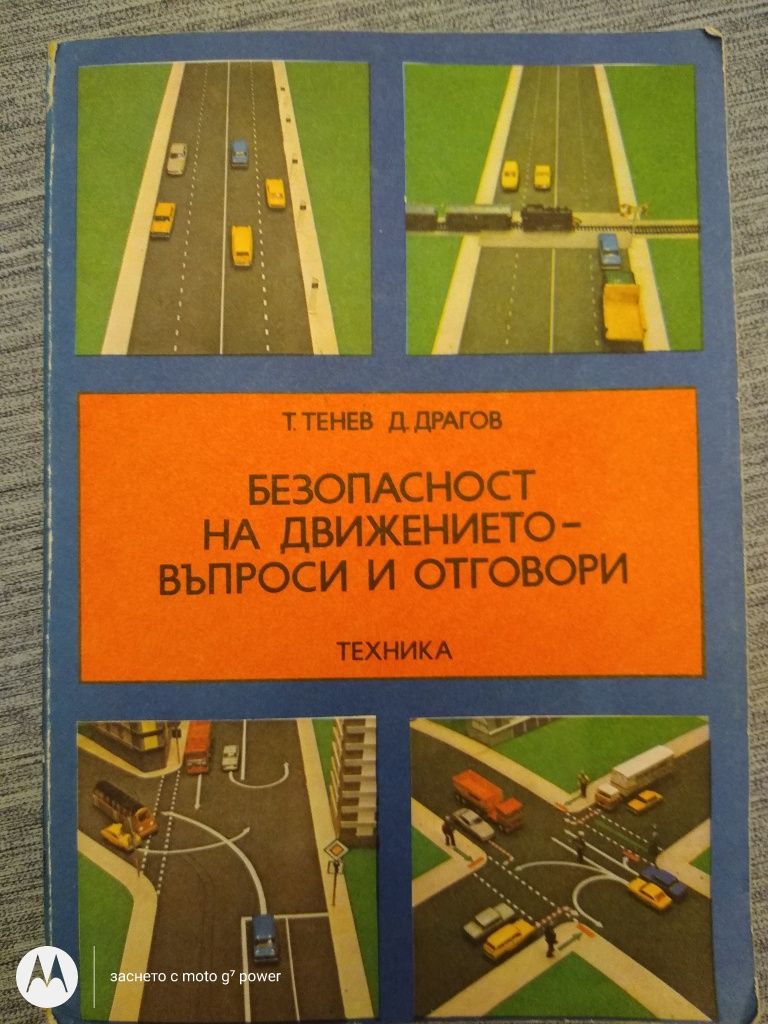 Т. ТЕНЕВ Д. ДРАГОВ
БЕЗОПАСНОСТ
НА ДВИЖЕНИЕТО –
ВЪПРОСИ И ОТГОВОРИ
ТЕХНИКА
заснето с moto g⁷ power